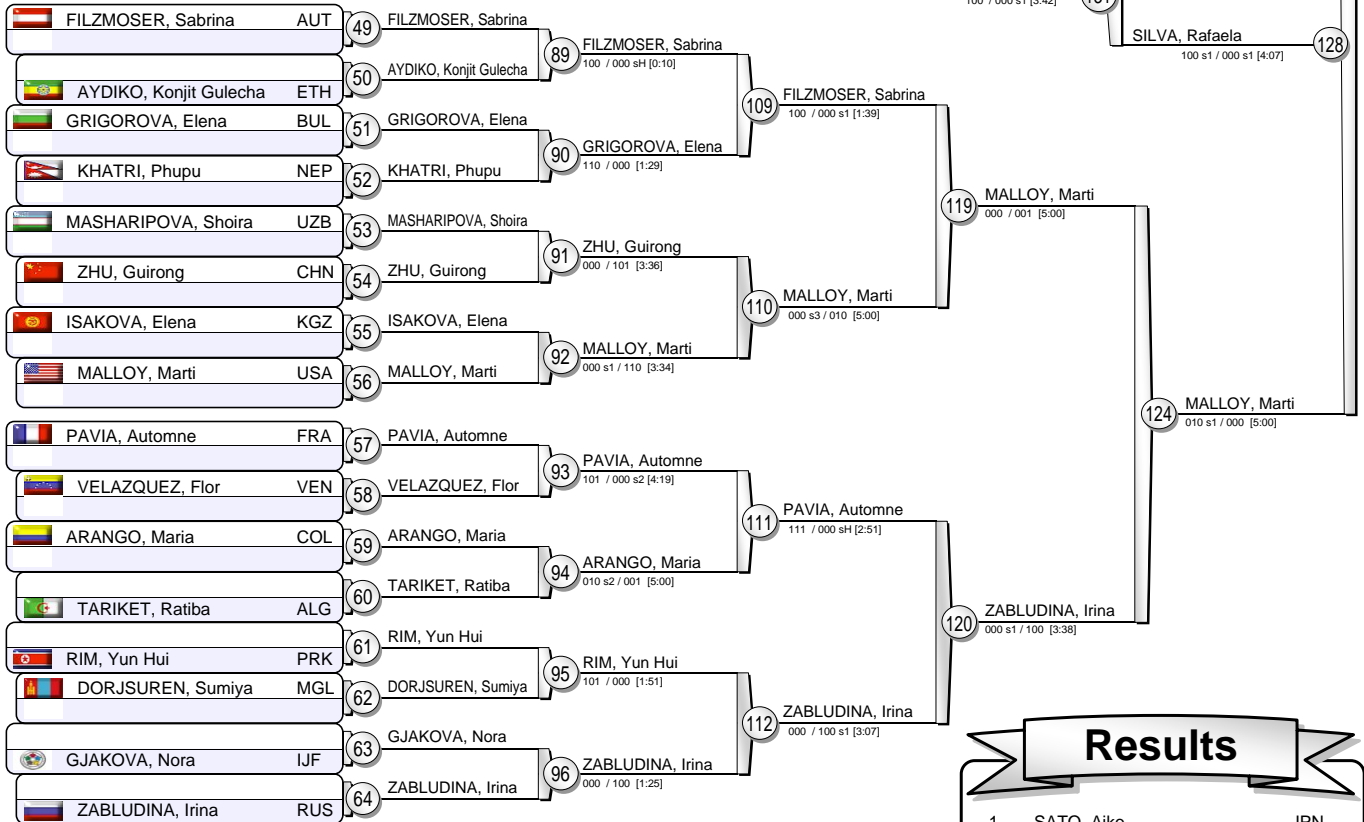 100 / 000 s1 [3:42]
SILVA, Rafaela
128
100 s1 / 000 s1 [4:07]
FILZMOSER, Sabrina AUT
49
FILZMOSER, Sabrina
89
FILZMOSER, Sabrina
100 / 000 sH [0:10]
AYDIKO, Konjit Gulecha ETH
50
AYDIKO, Konjit Gulecha
109
FILZMOSER, Sabrina
100 / 000 s1 [1:39]
GRIGOROVA, Elena BUL
51
GRIGOROVA, Elena
90
GRIGOROVA, Elena
110 / 000 [1:29]
KHATRI, Phupu NEP
52
KHATRI, Phupu
119
MALLOY, Marti
000 / 001 [5:00]
MASHARIPOVA, Shoira UZB
53
MASHARIPOVA, Shoira
91
ZHU, Guirong
000 / 101 [3:36]
ZHU, Guirong CHN
54
ZHU, Guirong
110
MALLOY, Marti
000 s3 / 010 [5:00]
ISAKOVA, Elena KGZ
55
ISAKOVA, Elena
92
MALLOY, Marti
000 s1 / 110 [3:34]
MALLOY, Marti USA
56
MALLOY, Marti
124
MALLOY, Marti
010 s1 / 000 [5:00]
PAVIA, Automne FRA
57
PAVIA, Automne
93
PAVIA, Automne
101 / 000 s2 [4:19]
VELAZQUEZ, Flor VEN
58
VELAZQUEZ, Flor
111
PAVIA, Automne
111 / 000 sH [2:51]
ARANGO, Maria COL
59
ARANGO, Maria
94
ARANGO, Maria
010 s2 / 001 [5:00]
TARIKET, Ratiba ALG
60
TARIKET, Ratiba
120
ZABLUDINA, Irina
000 s1 / 100 [3:38]
RIM, Yun Hui PRK
61
RIM, Yun Hui
95
RIM, Yun Hui
101 / 000 [1:51]
DORJSUREN, Sumiya MGL
62
DORJSUREN, Sumiya
112
ZABLUDINA, Irina
000 / 100 s1 [3:07]
GJAKOVA, Nora IJF
63
GJAKOVA, Nora
96
ZABLUDINA, Irina
000 / 100 [1:25]
ZABLUDINA, Irina RUS
64
ZABLUDINA, Irina
Results
1 SATO, Aiko JPN